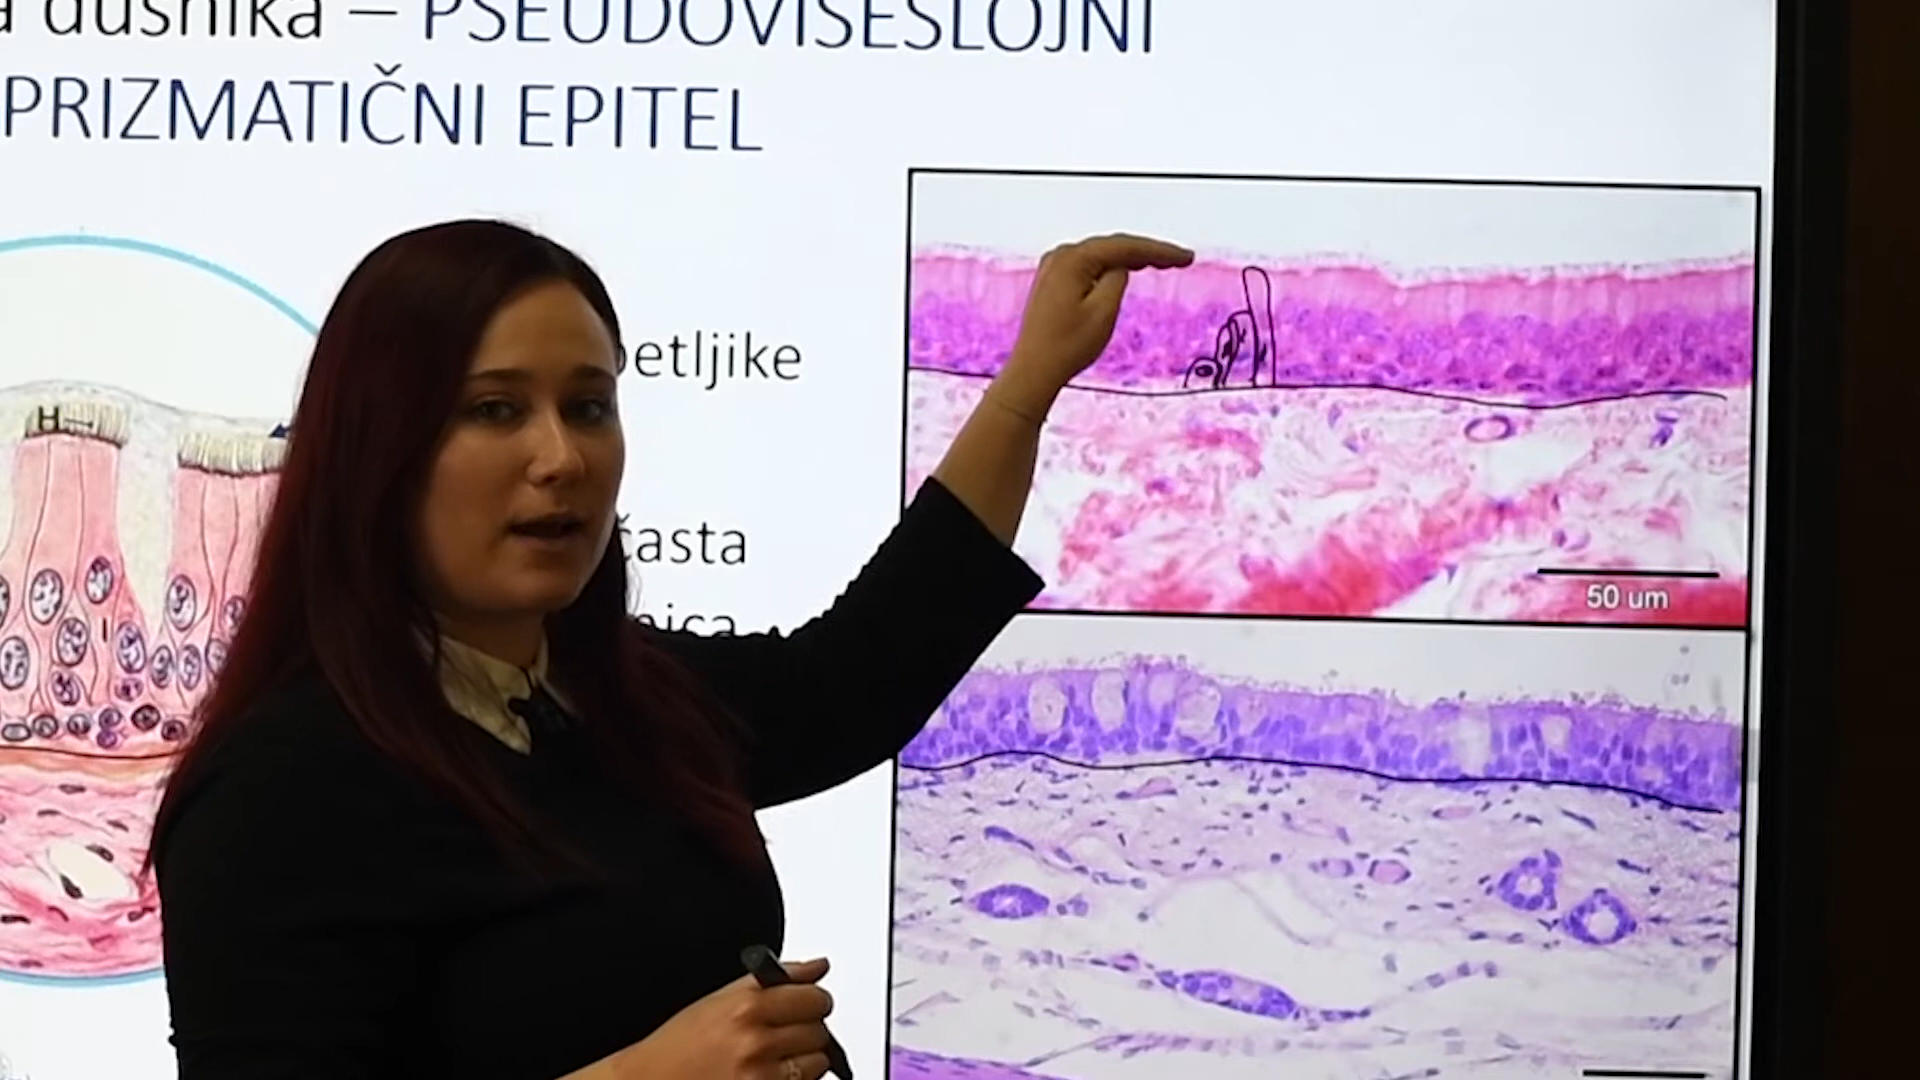 dušnika – PSEUDOVIŠESLOJNI
PRIZMATIČNI EPITEL
H
etljike
časta
I
50 um